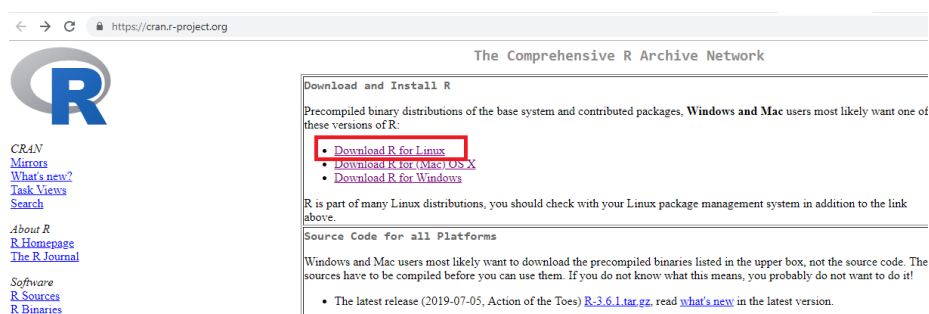 https://cran.r-project.org
The Comprehensive R Archive Network
R
CRAN
Mirrors
What's new?
Task Views
Search
About R
R Homepage
The R Journal
Software
R Sources
R Binaries
Download and Install R
Precompiled binary distributions of the base system and contributed packages, Windows and Mac users most likely want one of
these versions of R:
• Download R for Linux
• Download R for (Mac) OS X
• Download R for Windows
R is part of many Linux distributions, you should check with your Linux package management system in addition to the link
above.
Source Code for all Platforms
Windows and Mac users most likely want to download the precompiled binaries listed in the upper box, not the source code. The
sources have to be compiled before you can use them. If you do not know what this means, you probably do not want to do it!
• The latest release (2019-07-05, Action of the Toes) R-3.6.1.tar.gz, read what's new in the latest version.